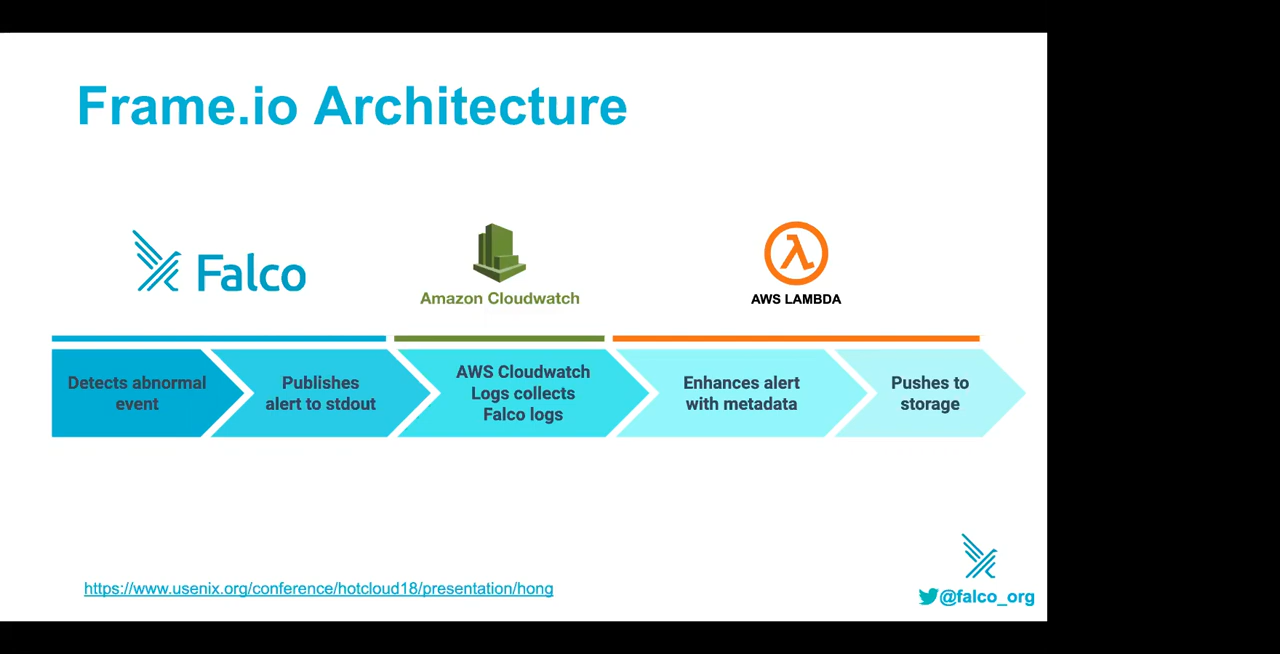 Frame.io Architecture
Falco
Amazon Cloudwatch
AWS LAMBDA
Detects abnormal
event
Publishes
alert to stdout
AWS Cloudwatch
Logs collects
Falco logs
Enhances alert
with metadata
Pushes to
storage
https://www.usenix.org/conference/hotcloud18/presentation/hong
@falco_org